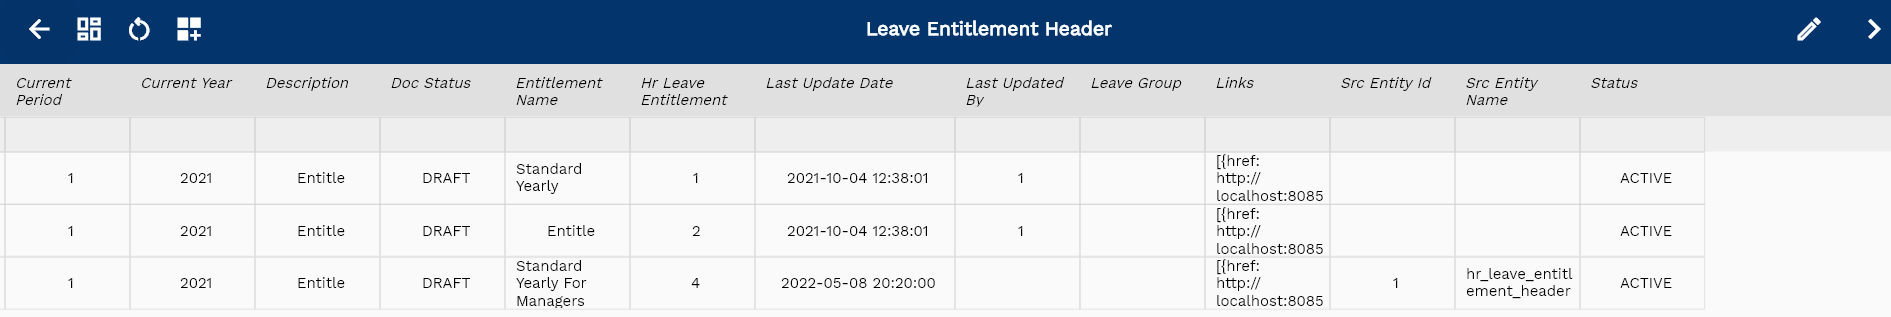 Leave Entitlement Header
Current Period	Current Year	Description	Doc Status	Entitlement Name	Hr Leave Entitlement	Last Update Date	Last Updated By	Leave Group	Links	Src Entity Id	Src Entity Name	Status
1	2021	Entitle	DRAFT	Standard Yearly	1	2021-10-04 12:38:01	1	[{href: http://localhost:8085	ACTIVE
1	2021	Entitle	DRAFT	Entitle	2	2021-10-04 12:38:01	1	[{href: http://localhost:8085	ACTIVE
1	2021	Entitle	DRAFT	Standard Yearly For Managers	4	2022-05-08 20:20:00	[{href: http://localhost:8085	1	hr_leave_entitlement_header	ACTIVE